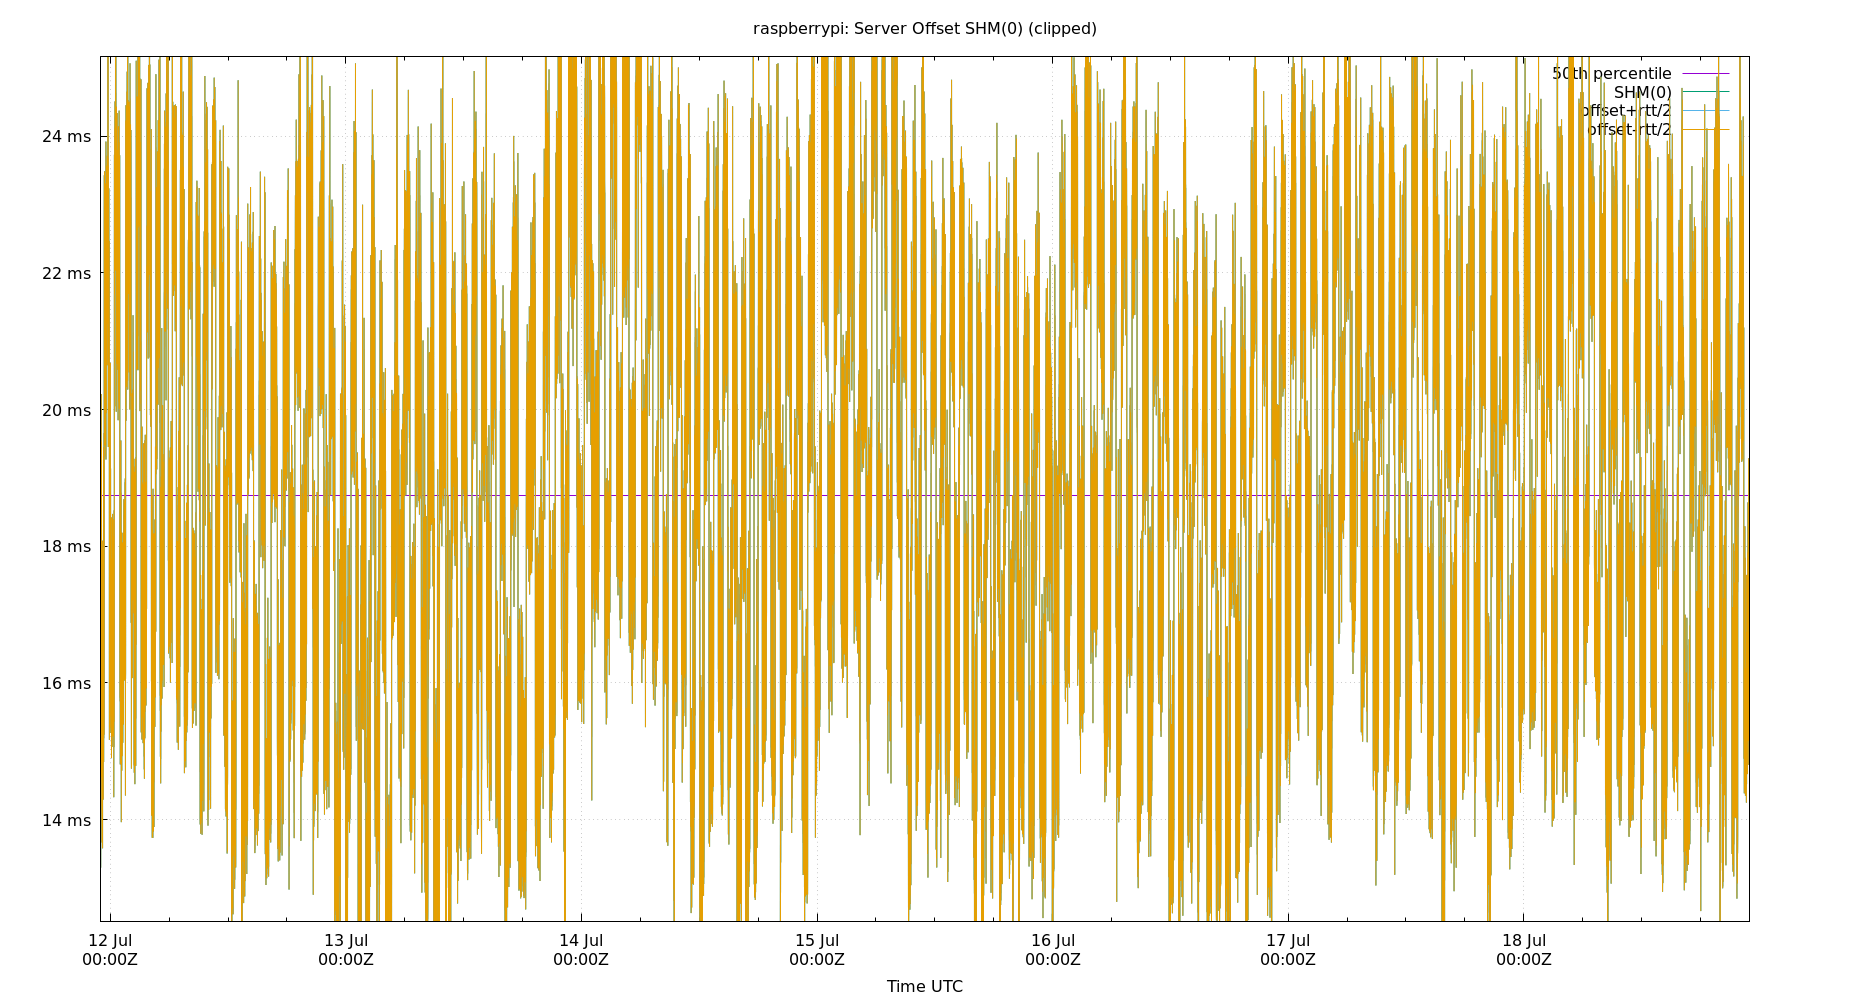 raspberrypi: Server Offset SHM(0) (clipped)
50th percentile
SHM(0)
offset+rtt/2
offset-rtt/2
24 ms
22 ms
20 ms
18 ms
16 ms
14 ms
12 Jul 13 Jul 14 Jul 15 Jul 16 Jul 17 Jul 18 Jul
00:00Z 00:00Z 00:00Z 00:00Z 00:00Z 00:00Z 00:00Z
Time UTC